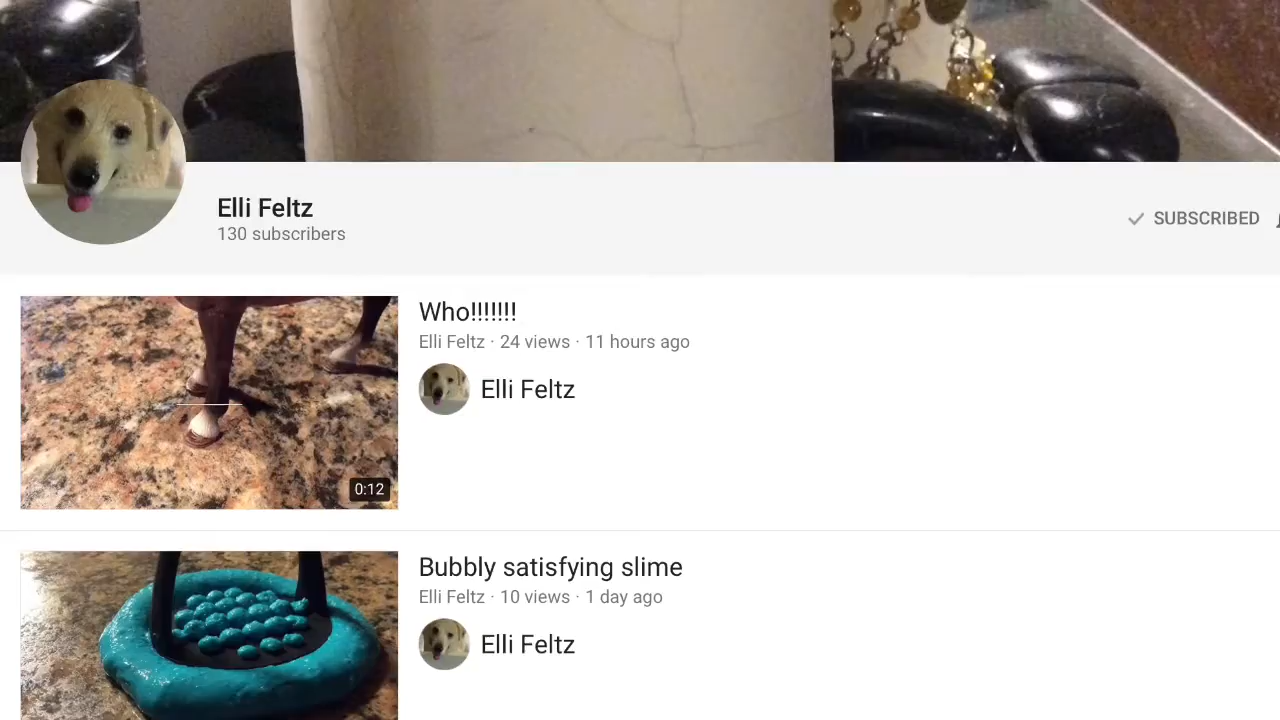 Elli Feltz
130 subscribers
SUBSCRIBED
Who!!!!!!!
Elli Feltz · 24 views · 11 hours ago
Elli Feltz
0:12
Bubbly satisfying slime
Elli Feltz · 10 views · 1 day ago
Elli Feltz